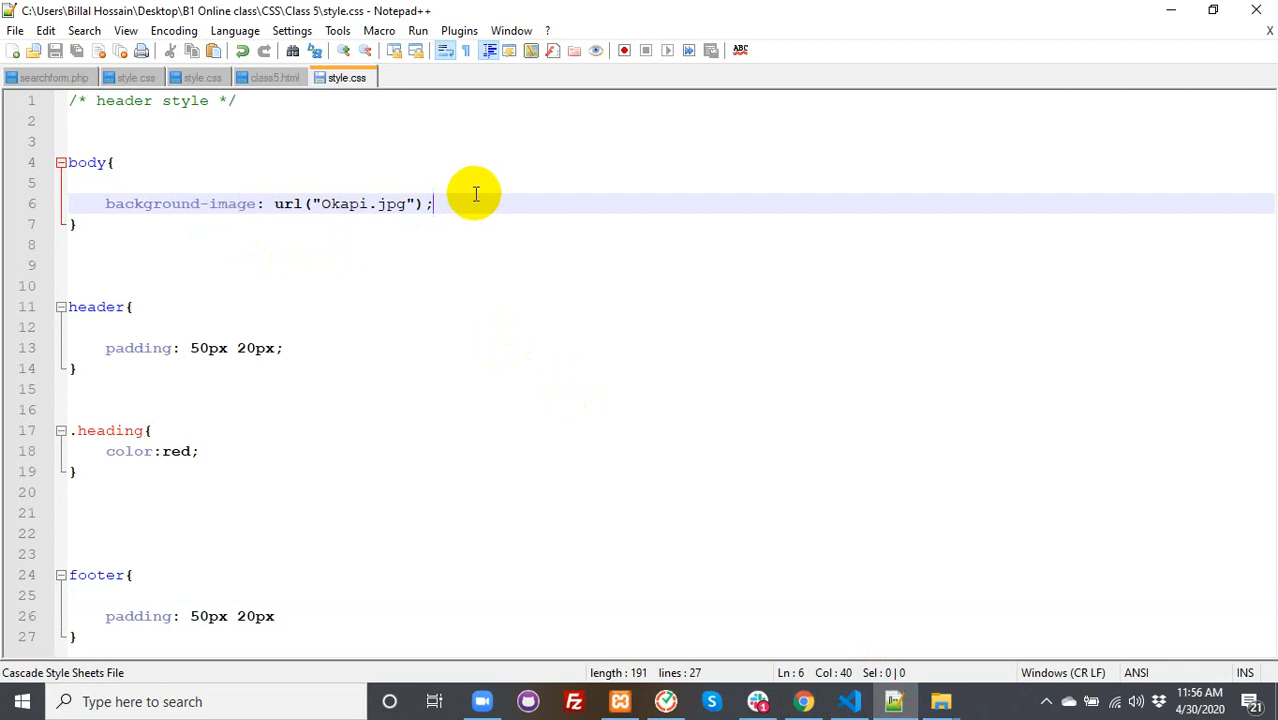 C:\Users\Billal Hossain\Desktop\B1 Online class\CSS\Class 5\style.css - Notepad++
File Edit Search View Encoding Language Settings Tools Macro Run Plugins Window ? X
ABC
searchform.php style.css style.css class5.html style.css
1 /* header style */
2
3
4 body{
5
6 background-image: url("Okapi.jpg");
7 }
8
9
10
11 header{
12
13 padding: 50px 20px;
14 }
15
16
17 .heading{
18 color:red;
19 }
20
21
22
23
24 footer{
25
26 padding: 50px 20px
27 }
Cascade Style Sheets File length : 191 lines : 27 Ln : 6 Col : 40 Sel : 0 | 0 Windows (CR LF) ANSI INS
Type here to search
11:56 AM
4/30/2020
21